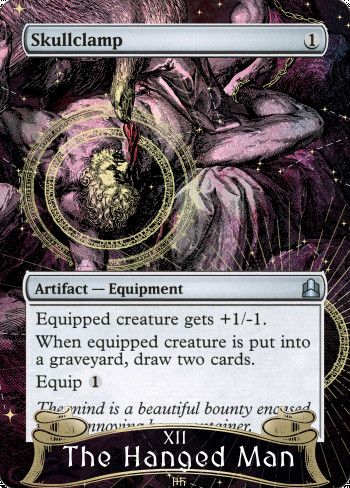 Skullclamp 1
Artifact — Equipment
Equipped creature gets +1/-1.
When equipped creature is put into
a graveyard, draw two cards.
Equip 1
The mind is a beautiful bounty encased
XII
The Hanged Man